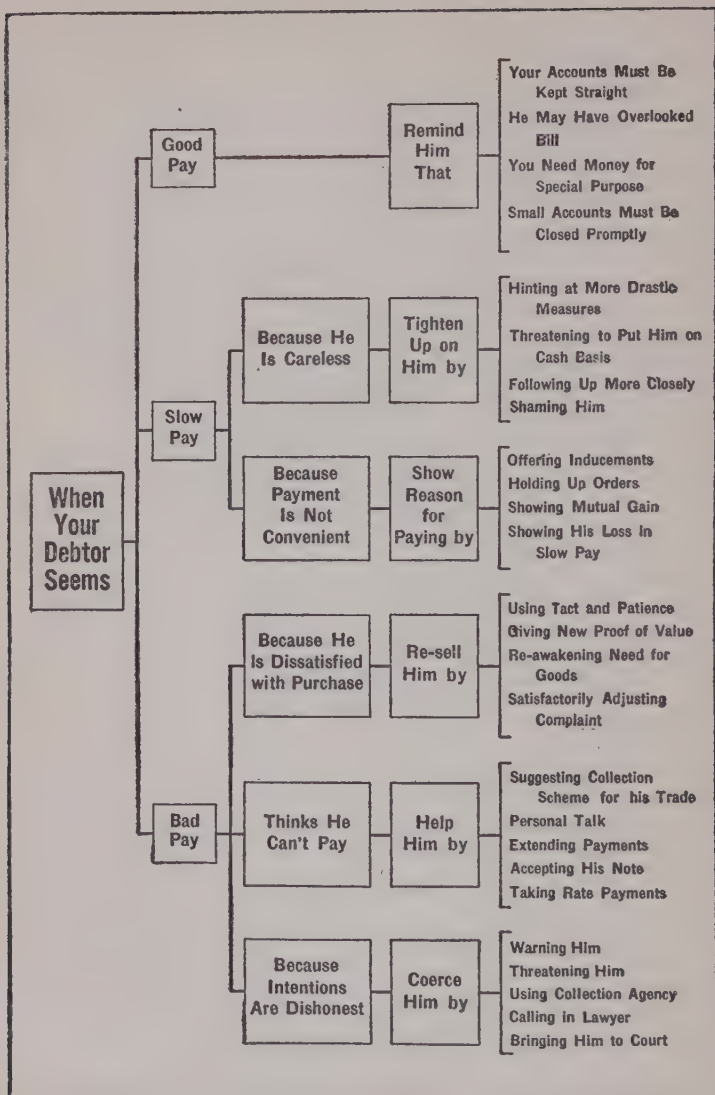 When
Your
Debtor
Seems
Good
Pay
Remind
Him
That
Your Accounts Must Be
Kept Straight
He May Have Overlooked
Bill
You Need Money for
Special Purpose
Small Accounts Must Be
Closed Promptly
Slow
Pay
Because He
Is Careless
Tighten
Up on
Him by
Hinting at More Drastic
Measures
Threatening to Put Him on
Cash Basis
Following Up More Closely
Shaming Him
Because
Payment
Is Not
Convenient
Show
Reason
for
Paying by
Offering Inducements
Holding Up Orders
Showing Mutual Gain
Showing His Loss in
Slow Pay
Bad
Pay
Because He
Is Dissatisfied
with Purchase
Re-sell
Him by
Using Tact and Patience
Giving New Proof of Value
Re-awakening Need for
Goods
Satisfactorily Adjusting
Complaint
Thinks He
Can't Pay
Help
Him by
Suggesting Collection
Scheme for his Trade
Personal Talk
Extending Payments
Accepting His Note
Taking Rate Payments
Because
Intentions
Are Dishonest
Coerce
Him by
Warning Him
Threatening Him
Using Collection Agency
Calling in Lawyer
Bringing Him to Court